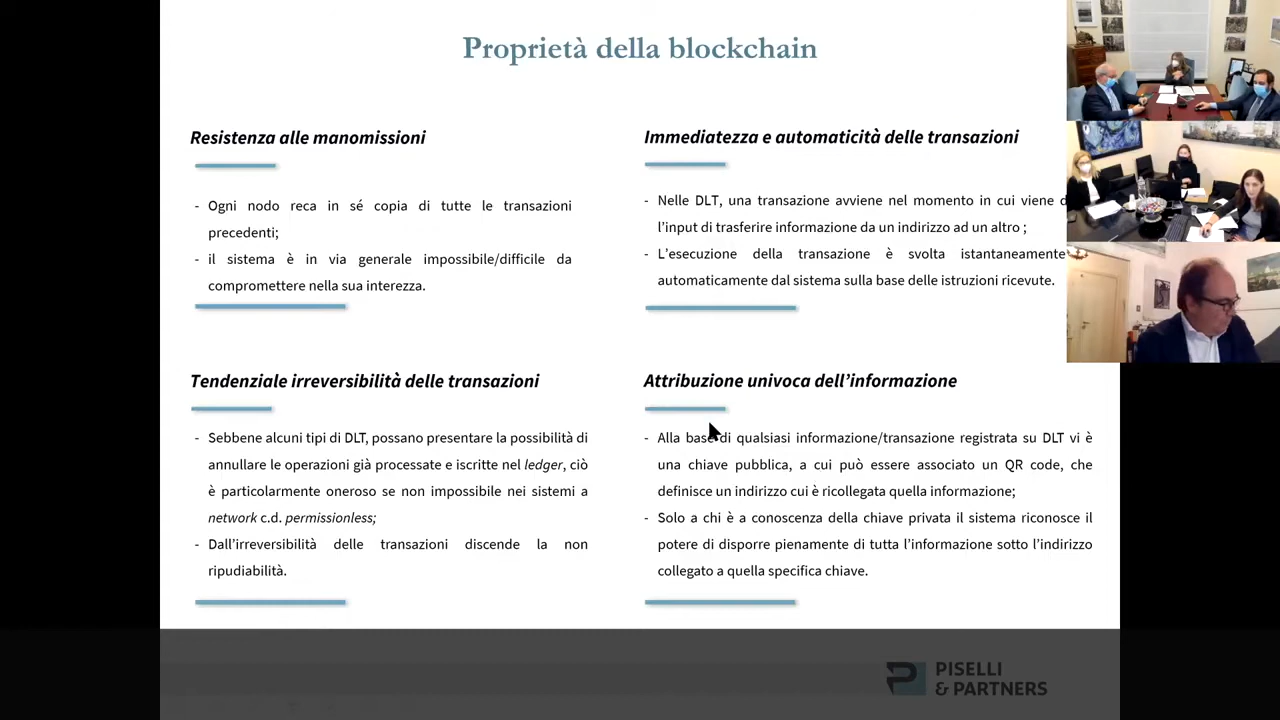 Proprietà della blockchain
Resistenza alle manomissioni
- Ogni nodo reca in sé copia di tutte le transazioni
precedenti;
- il sistema è in via generale impossibile/difficile da
compromettere nella sua interezza.
Immediatezza e automaticità delle transazioni
- Nelle DLT, una transazione avviene nel momento in cui viene
l'input di trasferire informazione da un indirizzo ad un altro ;
- L'esecuzione della transazione è svolta istantaneamente
automaticamente dal sistema sulla base delle istruzioni ricevute.
Tendenziale irreversibilità delle transazioni
- Sebbene alcuni tipi di DLT, possano presentare la possibilità di
annullare le operazioni già processate e iscritte nel ledger, ciò
è particolarmente oneroso se non impossibile nei sistemi a
network c.d. permissionless;
- Dall'irreversibilità delle transazioni discende la non
ripudiabilità.
Attribuzione univoca dell'informazione
- Alla base di qualsiasi informazione/transazione registrata su DLT vi è
una chiave pubblica, a cui può essere associato un QR code, che
definisce un indirizzo cui è ricollegata quella informazione;
- Solo a chi è a conoscenza della chiave privata il sistema riconosce il
potere di disporre pienamente di tutta l'informazione sotto l'indirizzo
collegato a quella specifica chiave.
PISELLI
& PARTNERS